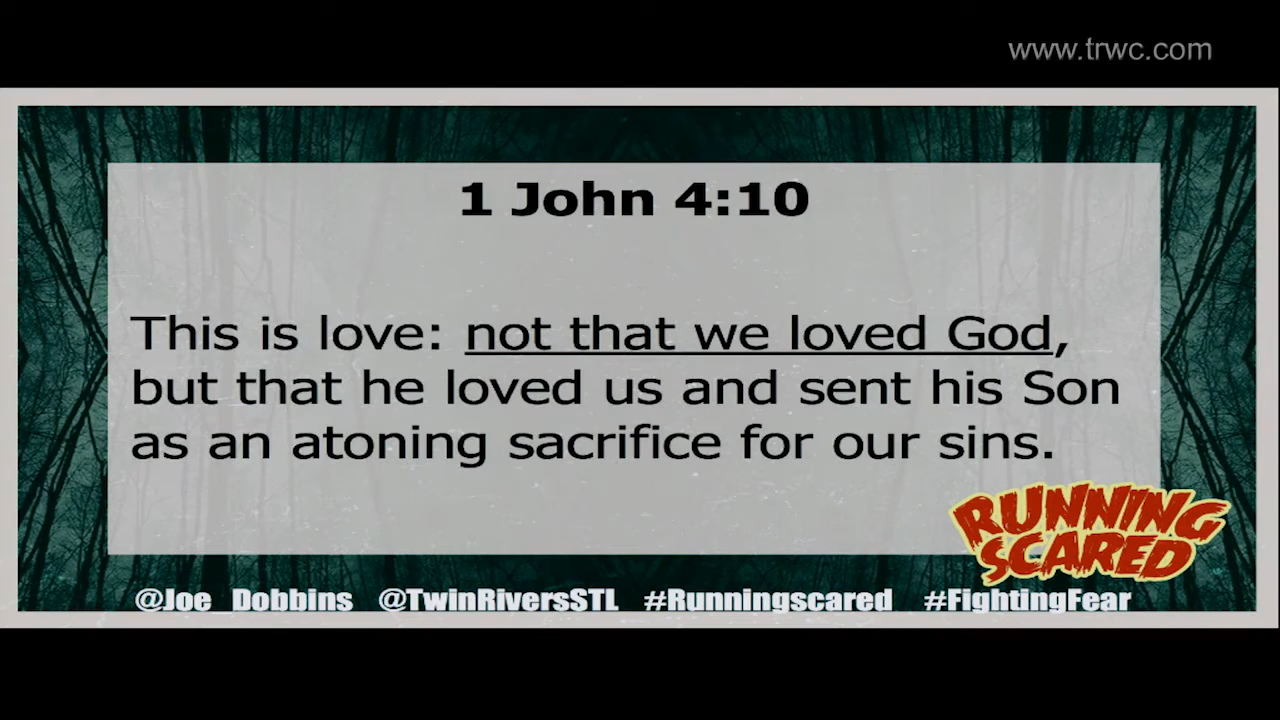 www.trwc.com
1 John 4:10
This is love: not that we loved God,
but that he loved us and sent his Son
as an atoning sacrifice for our sins.
RUNNING
SCARED
@Joe_Dobbins @TwinRiversSTL #Runningscared #FightingFear